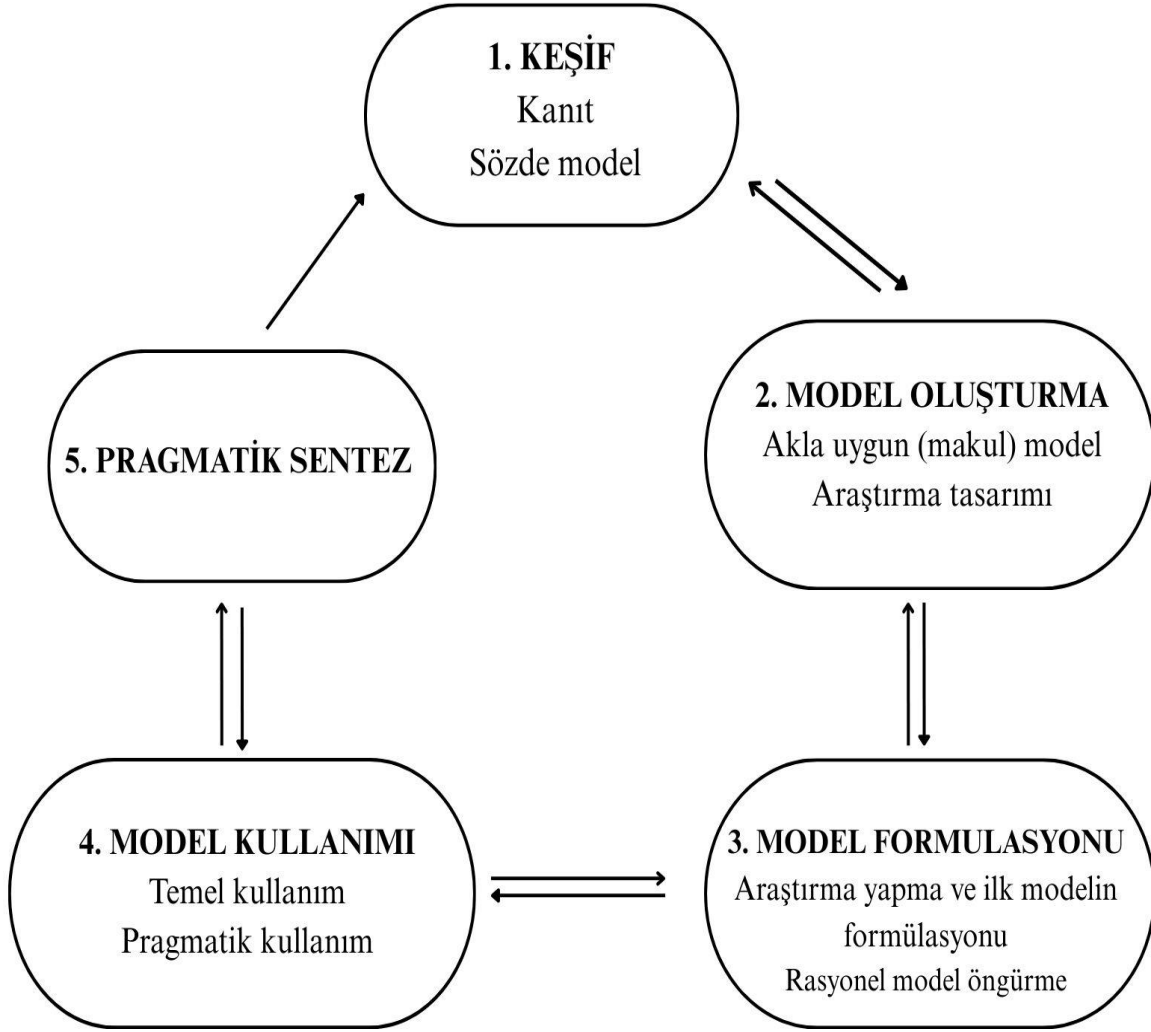 1. KEŞİF
Kanıt
Sözde model
2. MODEL OLUŞTURMA
Akla uygun (makul) model
Araştırma tasarımı
3. MODEL FORMULASYONU
Araştırma yapma ve ilk modelin
formülasyonu
Rasyonel model öngürme
4. MODEL KULLANIMI
Temel kullanım
Pragmatik kullanım
5. PRAGMATİK SENTEZ